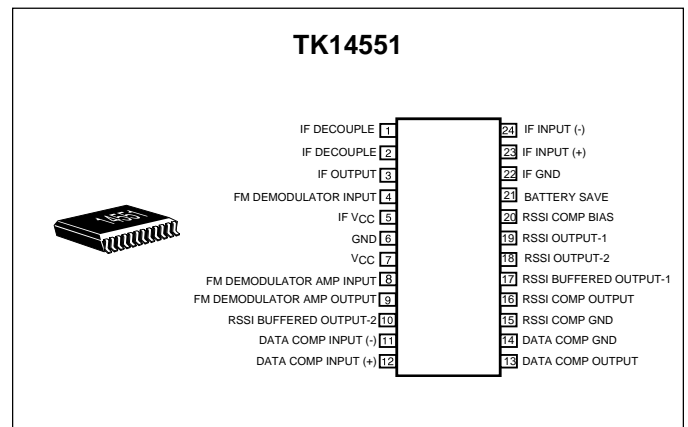 TK14551
14551
IF DECOUPLE 1
IF DECOUPLE 2
IF OUTPUT 3
FM DEMODULATOR INPUT 4
IF VCC 5
GND 6
VCC 7
FM DEMODULATOR AMP INPUT 8
FM DEMODULATOR AMP OUTPUT 9
RSSI BUFFERED OUTPUT-2 10
DATA COMP INPUT (-) 11
DATA COMP INPUT (+) 12
24 IF INPUT (-)
23 IF INPUT (+)
22 IF GND
21 BATTERY SAVE
20 RSSI COMP BIAS
19 RSSI OUTPUT-1
18 RSSI OUTPUT-2
17 RSSI BUFFERED OUTPUT-1
16 RSSI COMP OUTPUT
15 RSSI COMP GND
14 DATA COMP GND
13 DATA COMP OUTPUT